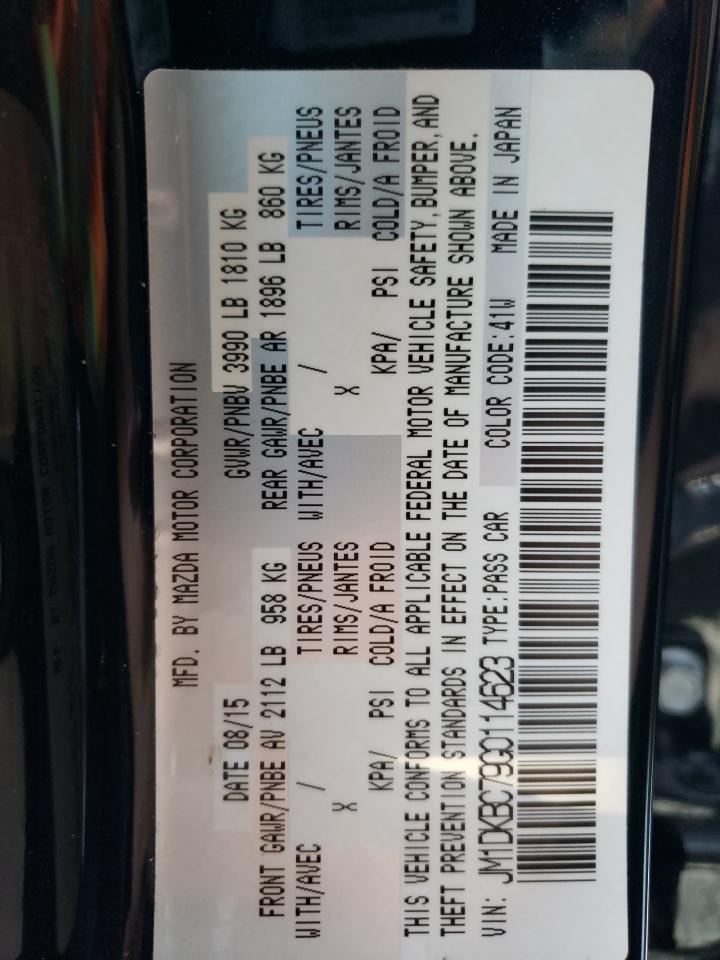 MFD. BY MAZDA MOTOR CORPORATION
DATE 08/15 GVWR/PNBV 3990 LB 1810 KG
FRONT GAWR/PNBE AV 2112 LB 958 KG REAR GAWR/PNBE AR 1896 LB 860 KG
WITH/AVEC / TIRES/PNEUS WITH/AVEC / TIRES/PNEUS
X RIMS/JANTES X RIMS/JANTES
KPA/ PSI COLD/A FROID KPA/ PSI COLD/A FROID
THIS VEHICLE CONFORMS TO ALL APPLICABLE FEDERAL MOTOR VEHICLE SAFETY,BUMPER,AND
THEFT PREVENTION STANDARDS IN EFFECT ON THE DATE OF MANUFACTURE SHOWN ABOVE.
VIN: JM1DKBC79G0114623 TYPE:PASS CAR COLOR CODE:41W MADE IN JAPAN